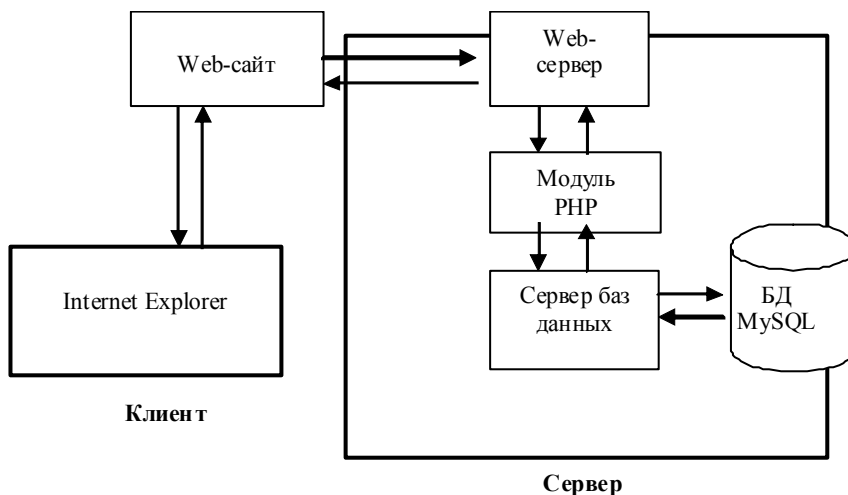 Web-сайт
Web-
сервер
Модуль
PHP
Internet Explorer
Сервер баз
данных
БД
MySQL
Клиент
Сервер